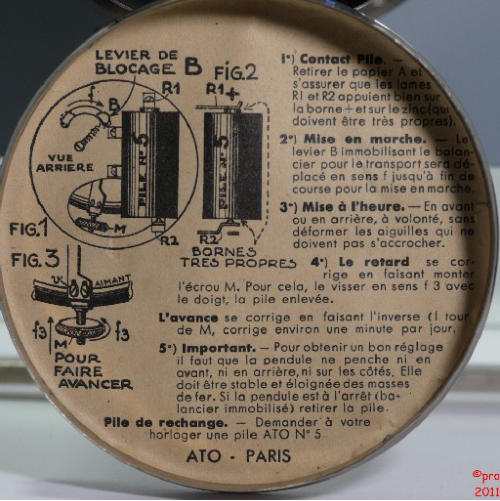 LEVIER DE
BLOCAGE B
FIG.2
f
B
R1
R1+
VUE
ARRIERE
PILE Nº 5
PILE Nº 5
M
R2
R2-
FIG.1
BORNES
TRES PROPRES
FIG. 3
AIMANT
f3
f3
M
POUR
FAIRE
AVANCER
1º) Contact Pile. —
Retirer le papier A et
s'assurer que les lames
R1 et R2 appuient bien sur
la borne + et sur le zinc (qui
doivent être très propres).
2º) Mise en marche. — Le
levier B immobilisant le balan-
cier pour le transport sera dé-
placé en sens f jusqu'à fin de
course pour la mise en marche.
3º) Mise à l'heure. — En avant
ou en arrière, à volonté, sans
déformer les aiguilles qui ne
doivent pas s'accrocher.
4º) Le retard se cor-
rige en faisant monter
l'écrou M. Pour cela, le visser en sens f 3 avec
le doigt, la pile enlevée.
L'avance se corrige en faisant l'inverse (1 tour
de M, corrige environ une minute par jour.
5º) Important. — Pour obtenir un bon réglage
il faut que la pendule ne penche ni en
avant, ni en arrière, ni sur les côtés. Elle
doit être stable et éloignée des masses
de fer. Si la pendule est à l'arrêt (ba-
lancier immobilisé) retirer la pile.
Pile de rechange. — Demander à votre
horloger une pile ATO Nº 5
ATO - PARIS
2011